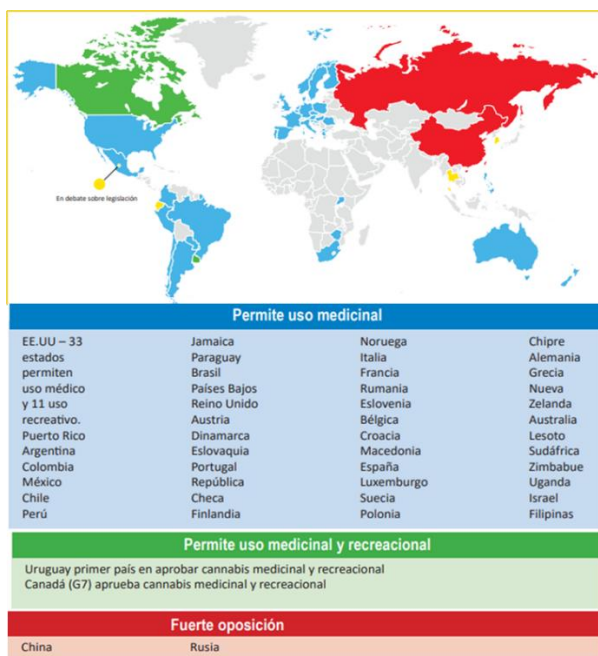 En debate sobre legislación
Permite uso medicinal
EE.UU – 33
estados
permiten
uso médico
y 11 uso
recreativo.
Puerto Rico
Argentina
Colombia
México
Chile
Perú
Jamaica
Paraguay
Brasil
Países Bajos
Reino Unido
Austria
Dinamarca
Eslovaquia
Portugal
República
Checa
Finlandia
Noruega
Italia
Francia
Rumania
Eslovenia
Bélgica
Croacia
Macedonia
España
Luxemburgo
Suecia
Polonia
Chipre
Alemania
Grecia
Nueva
Zelanda
Australia
Lesoto
Sudáfrica
Zimbabue
Uganda
Israel
Filipinas
Permite uso medicinal y recreacional
Uruguay primer país en aprobar cannabis medicinal y recreacional
Canadá (G7) aprueba cannabis medicinal y recreacional
Fuerte oposición
China
Rusia